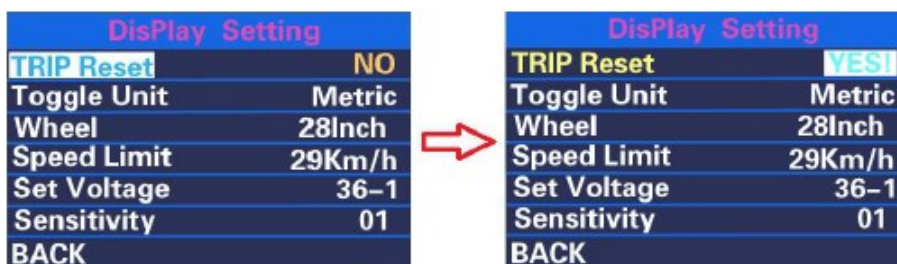 DisPlay Setting
TRIP Reset NO
Toggle Unit Metric
Wheel 28Inch
Speed Limit 29Km/h
Set Voltage 36-1
Sensitivity 01
BACK
DisPlay Setting
TRIP Reset YES!
Toggle Unit Metric
Wheel 28Inch
Speed Limit 29Km/h
Set Voltage 36-1
Sensitivity 01
BACK